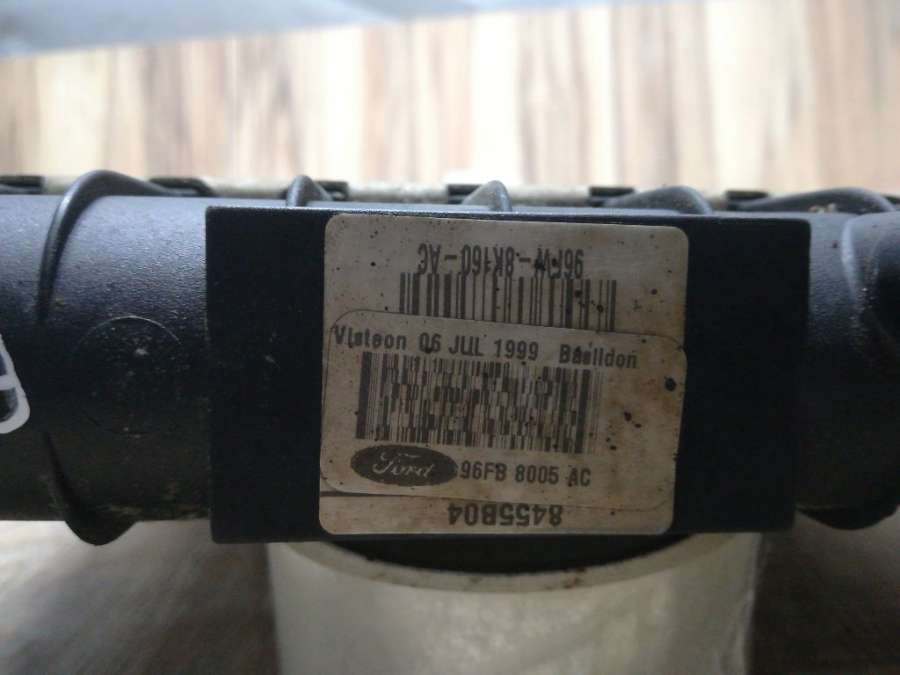 96FW-8K160-AC
Visteon 06 JUL 1999 Basildon
Ford
96FB 8005 AC
8455B04